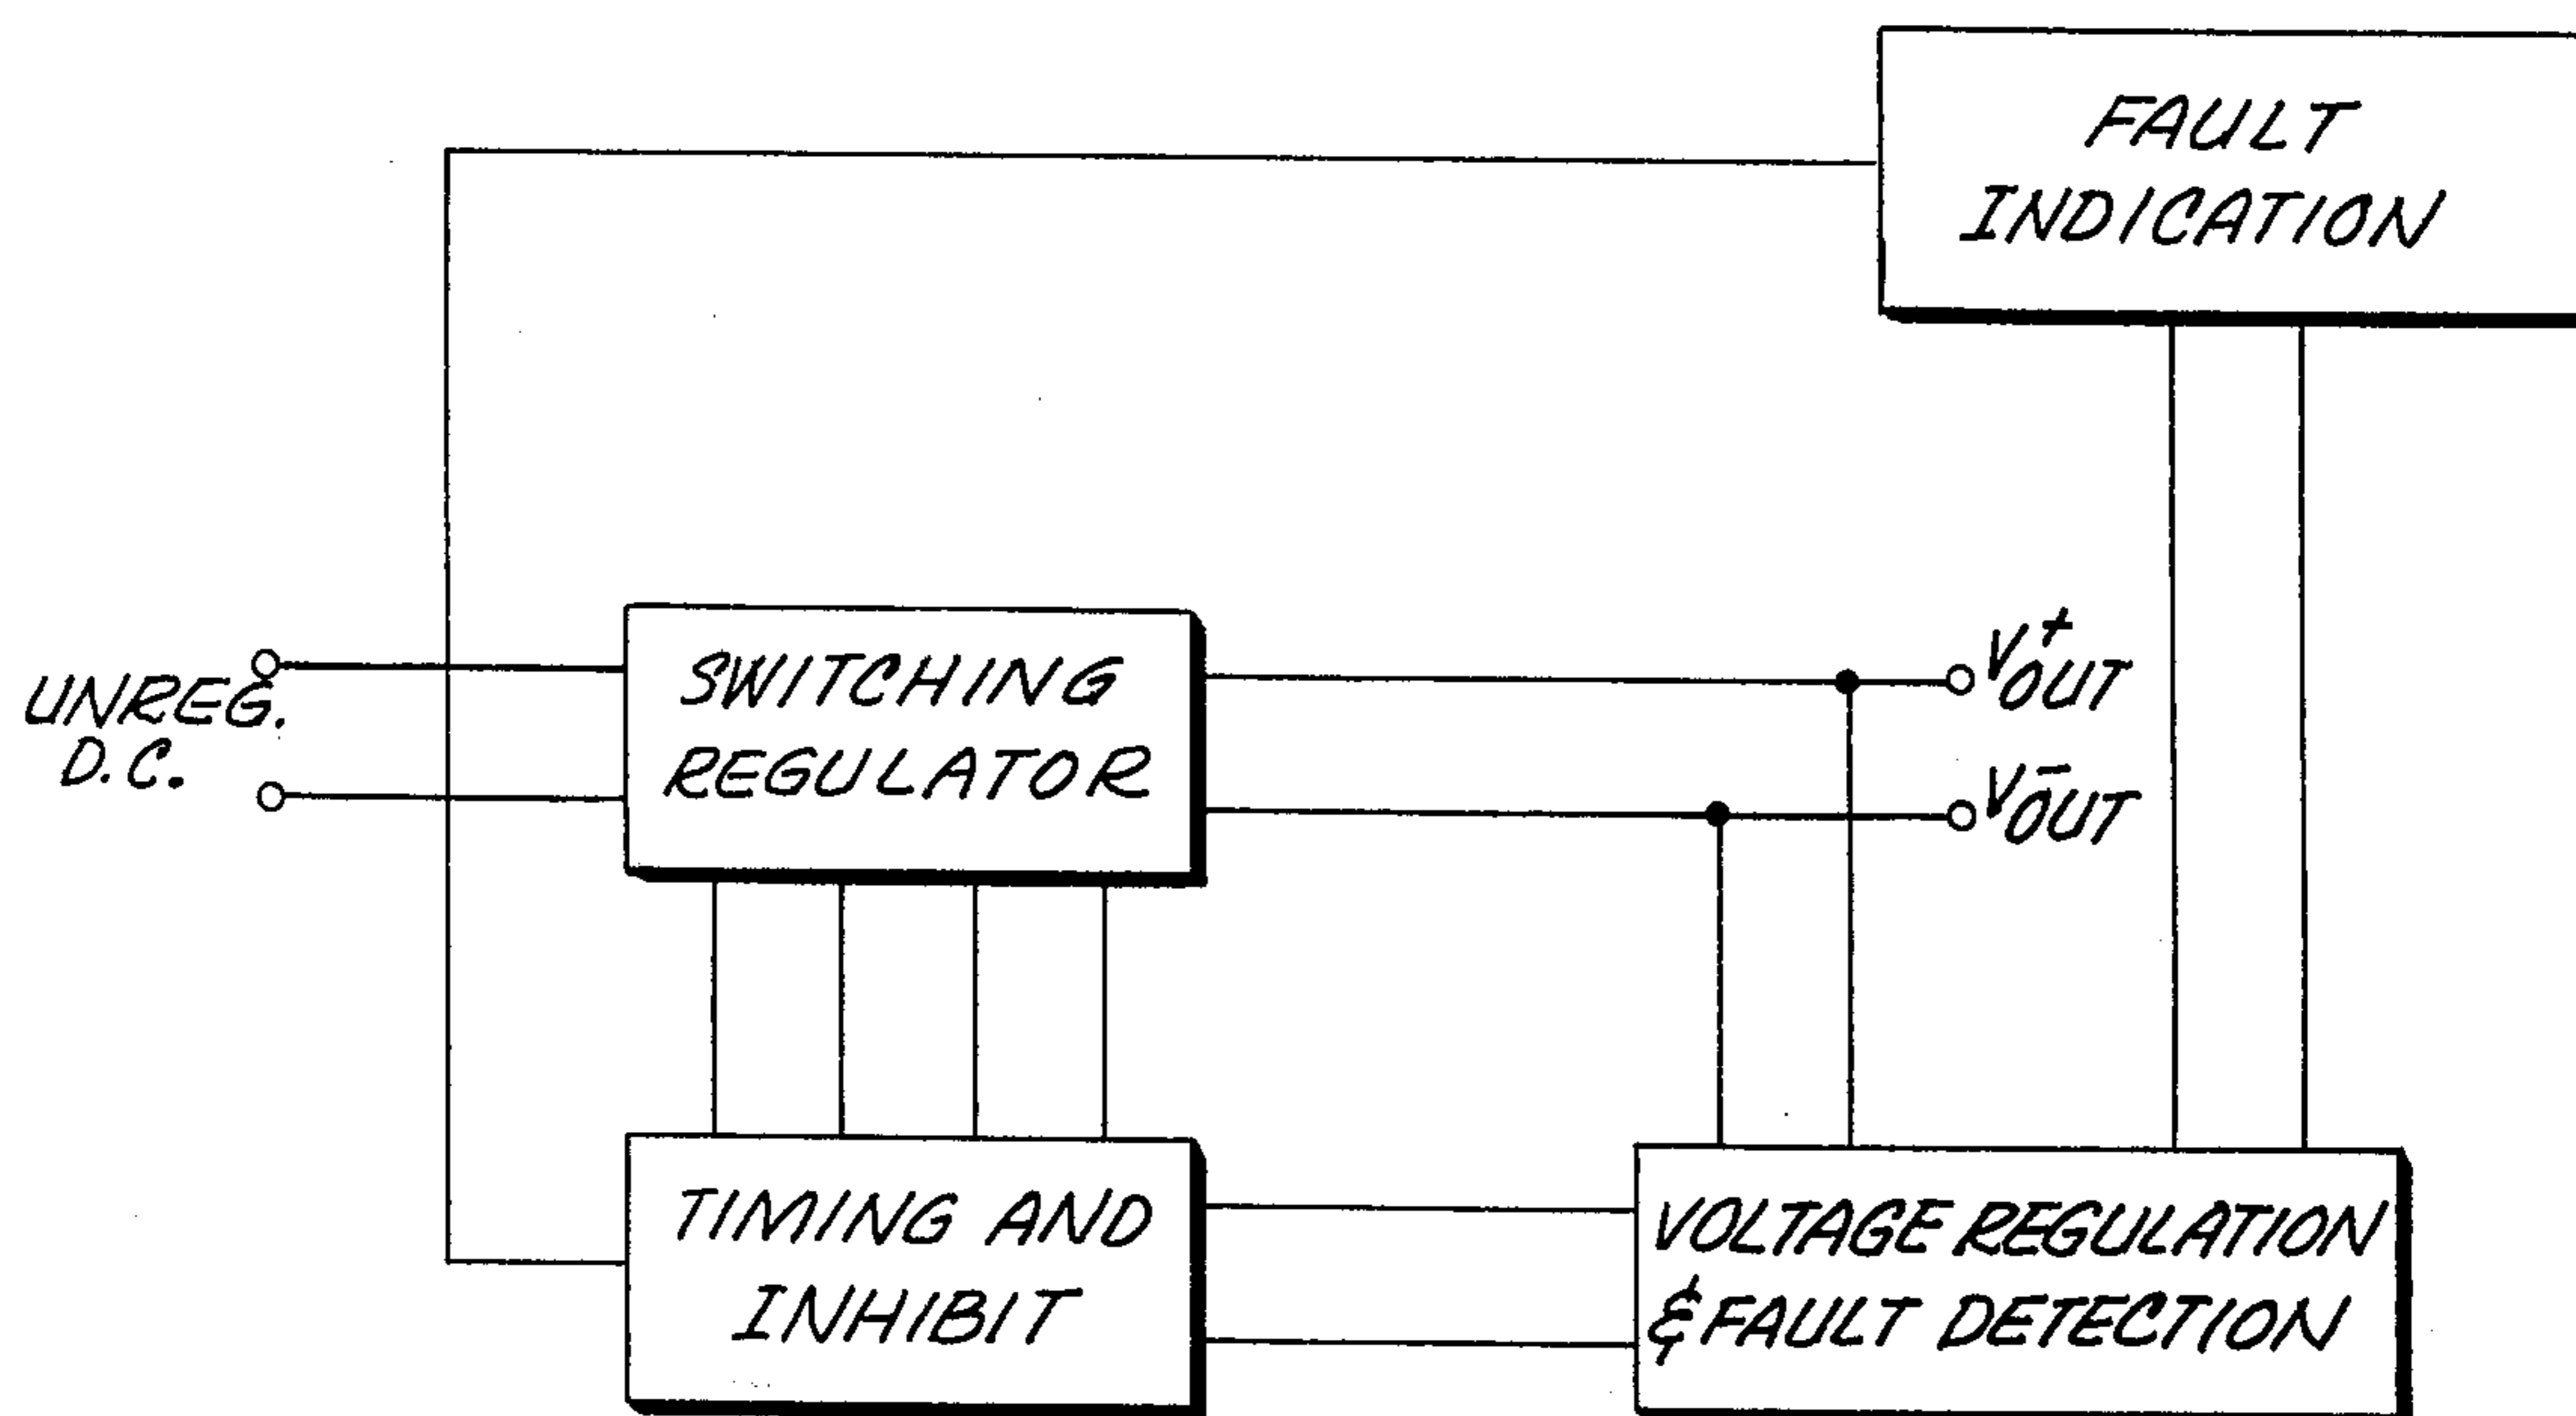 FAULT
INDICATION
UNREG.
D.C.
SWITCHING
REGULATOR
V+OUT
V-OUT
TIMING AND
INHIBIT
VOLTAGE REGULATION
& FAULT DETECTION